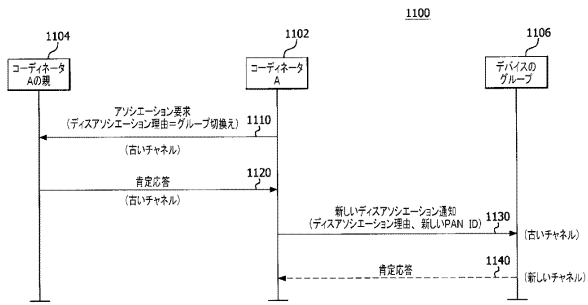 1100
1104
1102
1106
コーディネータ
Aの親
コーディネータ
A
デバイスの
グループ
アソシエーション要求
(ディスアソシエーション理由=グループ切換え)
1110
(古いチャネル)
肯定応答
1120
(古いチャネル)
新しいディスアソシエーション通知
(ディスアソシエーション理由、新しいPAN ID)
1130
(古いチャネル)
肯定応答
1140
(新しいチャネル)